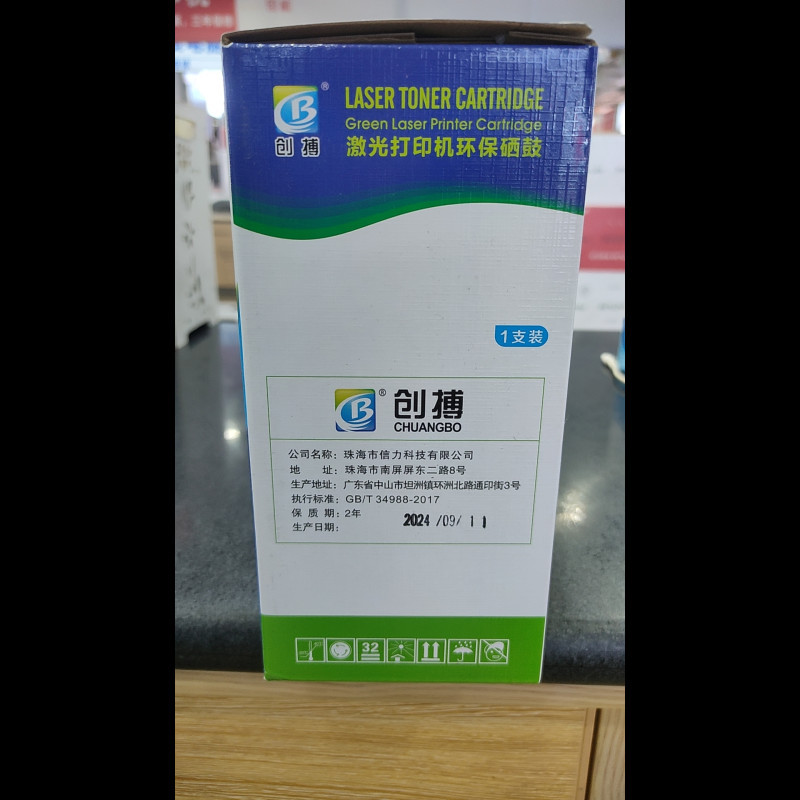 LASER TONER CARTRIDGE
Green Laser Printer Cartridge
创搏 激光打印机环保硒鼓
1支装
创搏
CHUANGBO
公司名称：珠海市信力科技有限公司
地 址：珠海市南屏屏东二路8号
生产地址：广东省中山市坦洲镇环洲北路通印街3号
执行标准：GB/T 34988-2017
保 质 期：2年
生产日期：2024/09/11
32